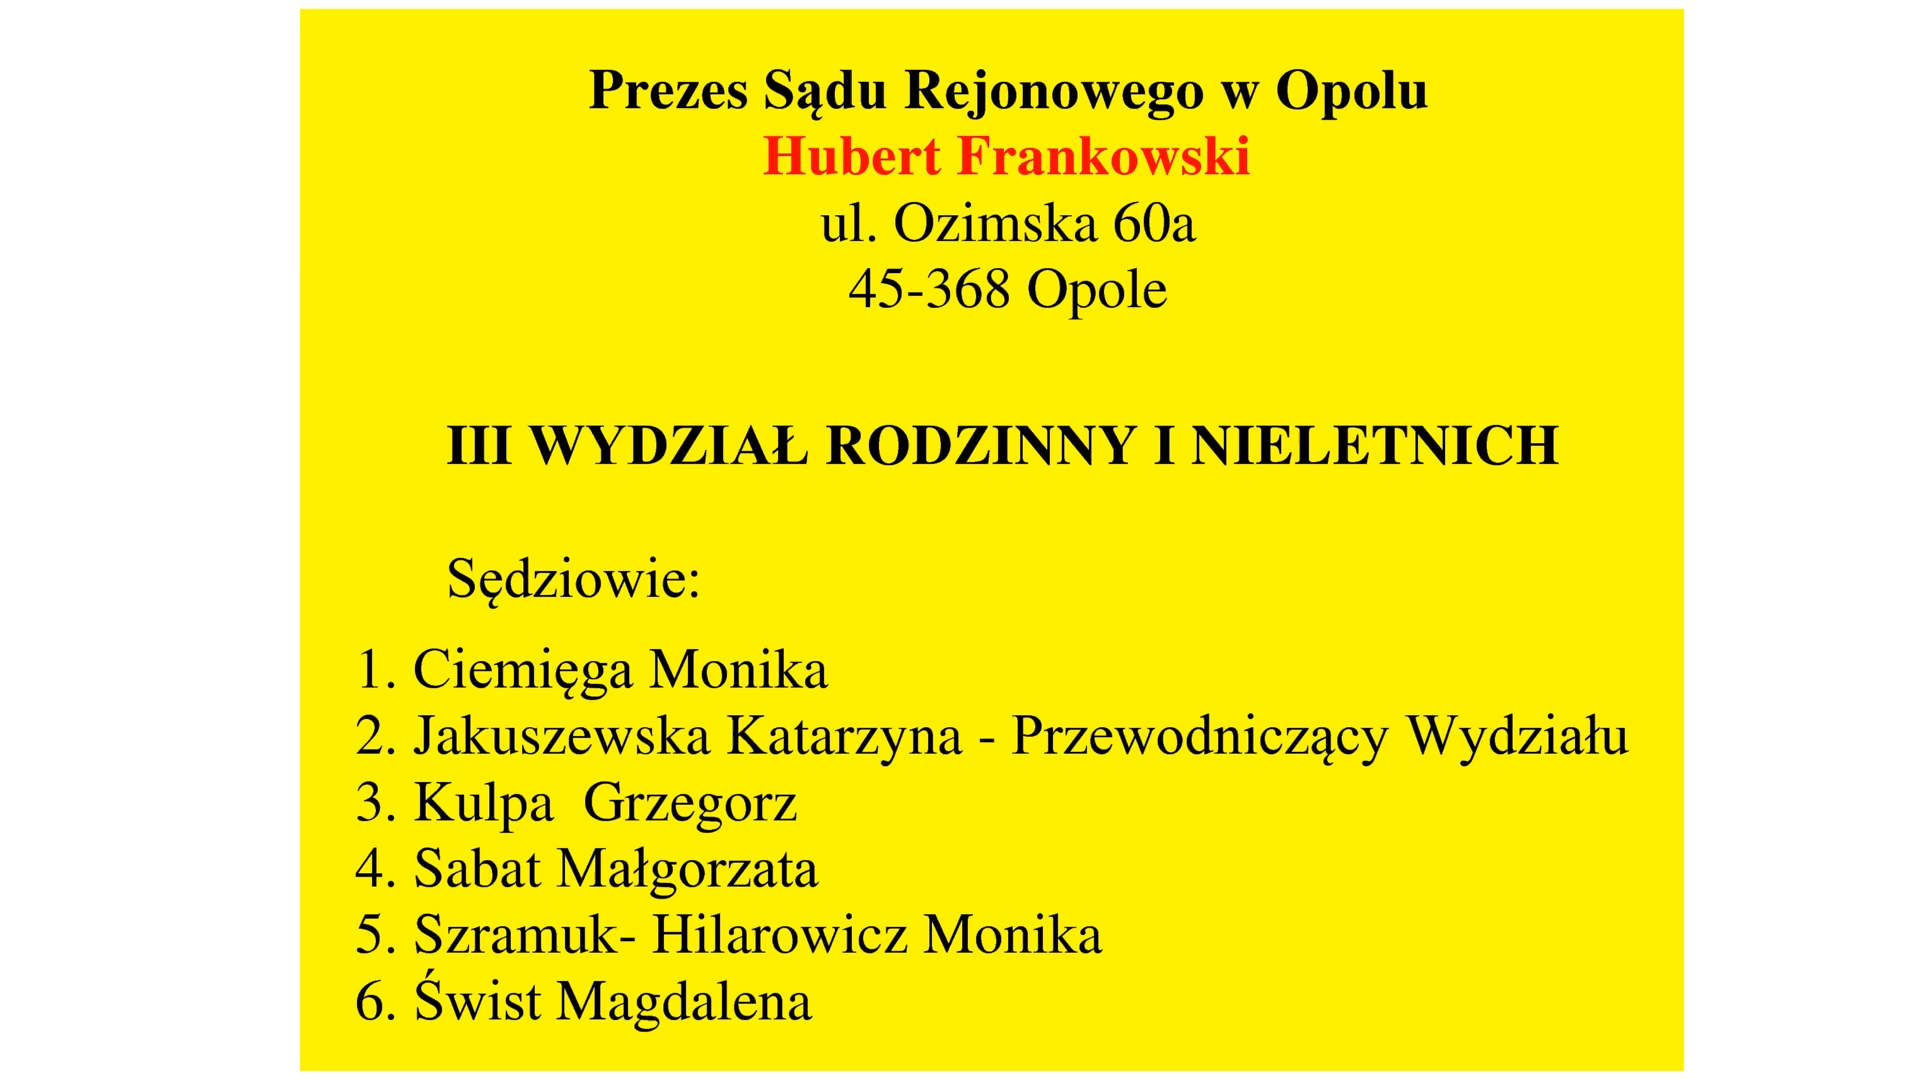 Prezes Sądu Rejonowego w Opolu
Hubert Frankowski
ul. Ozimska 60a
45-368 Opole
III WYDZIAŁ RODZINNY I NIELETNICH
Sędziowie:
1. Ciemięga Monika
2. Jakuszewska Katarzyna - Przewodniczący Wydziału
3. Kulpa  Grzegorz
4. Sabat Małgorzata
5. Szramuk- Hilarowicz Monika
6. Świst Magdalena